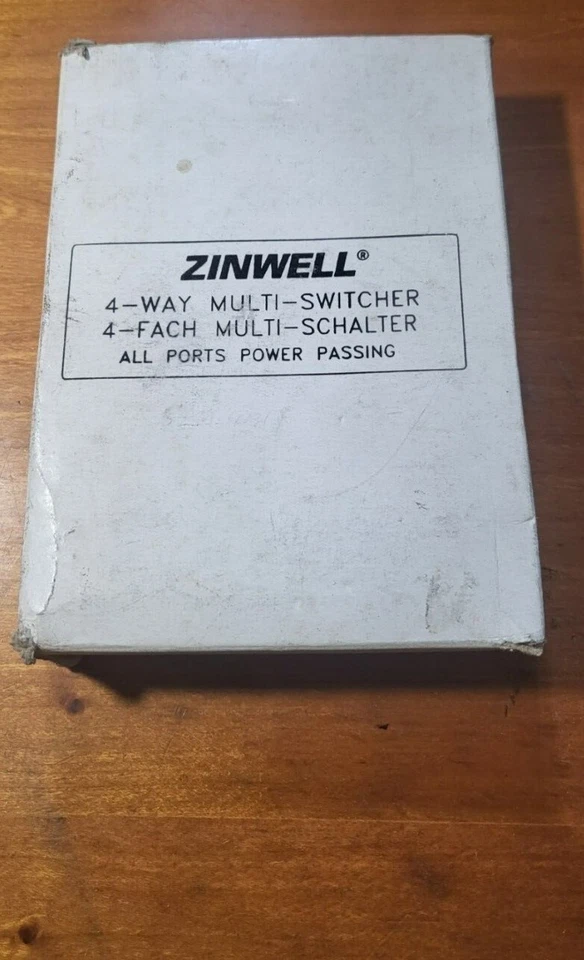 ZINWELL®
4-WAY MULTI-SWITCHER
4-FACH MULTI-SCHALTER
ALL PORTS POWER PASSING